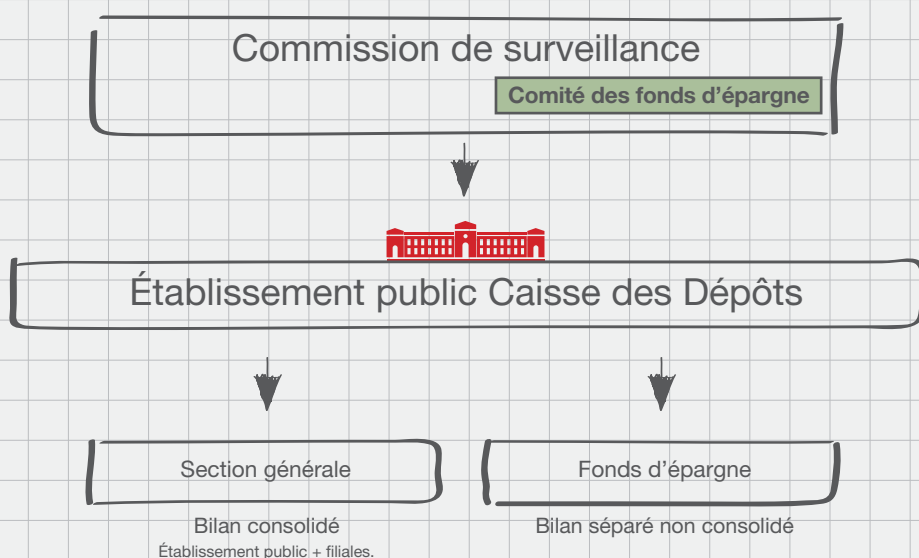 Commission de surveillance
Comité des fonds d'épargne
Établissement public Caisse des Dépôts
Section générale
Fonds d'épargne
Bilan consolidé
Bilan séparé non consolidé
Établissement public + filiales.